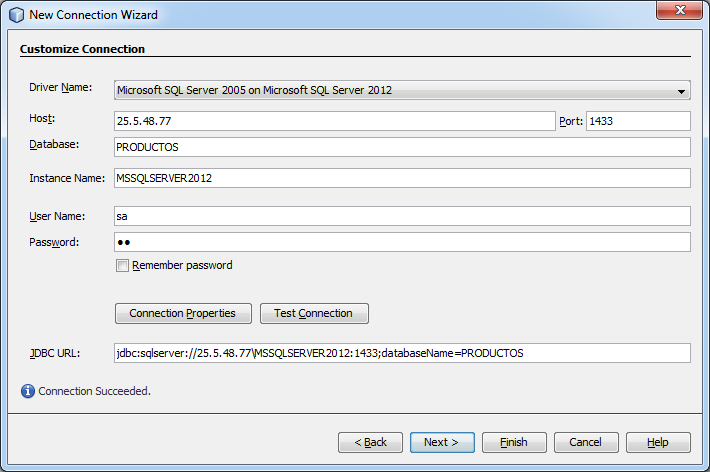 New Connection Wizard
Customize Connection
Driver Name: Microsoft SQL Server 2005 on Microsoft SQL Server 2012
Host: 25.5.48.77 Port: 1433
Database: PRODUCTOS
Instance Name: MSSQLSERVER2012
User Name: sa
Password: ●●
Remember password
Connection Properties Test Connection
JDBC URL: jdbc:sqlserver://25.5.48.77\MSSQLSERVER2012:1433;databaseName=PRODUCTOS
Connection Succeeded.
< Back Next > Finish Cancel Help